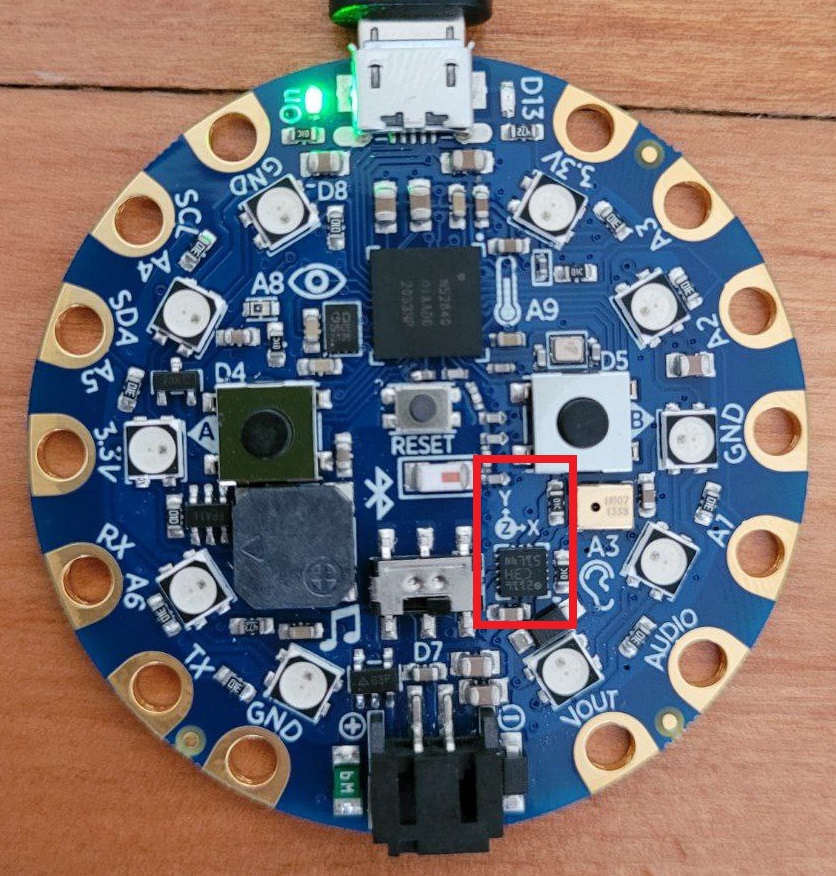 On
D13
GND
D8
3.3V
SCL
A4
A3
A8
A9
SDA
A5
A2
D4
D5
A
B
RESET
3.3V
GND
Y
Z
X
RX
A6
A3
A1
TX
D7
AUDIO
GND
VOUT